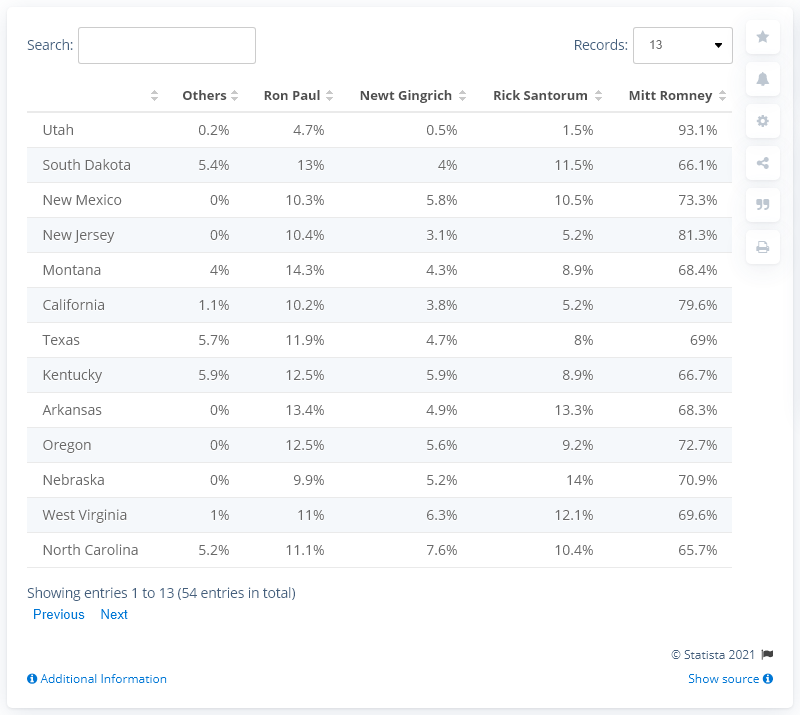 Search:
Records: 13
Others Ron Paul Newt Gingrich Rick Santorum Mitt Romney
Utah 0.2% 4.7% 0.5% 1.5% 93.1%
South Dakota 5.4% 13% 4% 11.5% 66.1%
New Mexico 0% 10.3% 5.8% 10.5% 73.3%
New Jersey 0% 10.4% 3.1% 5.2% 81.3%
Montana 4% 14.3% 4.3% 8.9% 68.4%
California 1.1% 10.2% 3.8% 5.2% 79.6%
Texas 5.7% 11.9% 4.7% 8% 69%
Kentucky 5.9% 12.5% 5.9% 8.9% 66.7%
Arkansas 0% 13.4% 4.9% 13.3% 68.3%
Oregon 0% 12.5% 5.6% 9.2% 72.7%
Nebraska 0% 9.9% 5.2% 14% 70.9%
West Virginia 1% 11% 6.3% 12.1% 69.6%
North Carolina 5.2% 11.1% 7.6% 10.4% 65.7%
Showing entries 1 to 13 (54 entries in total)
Previous Next
© Statista 2021
Additional Information Show source